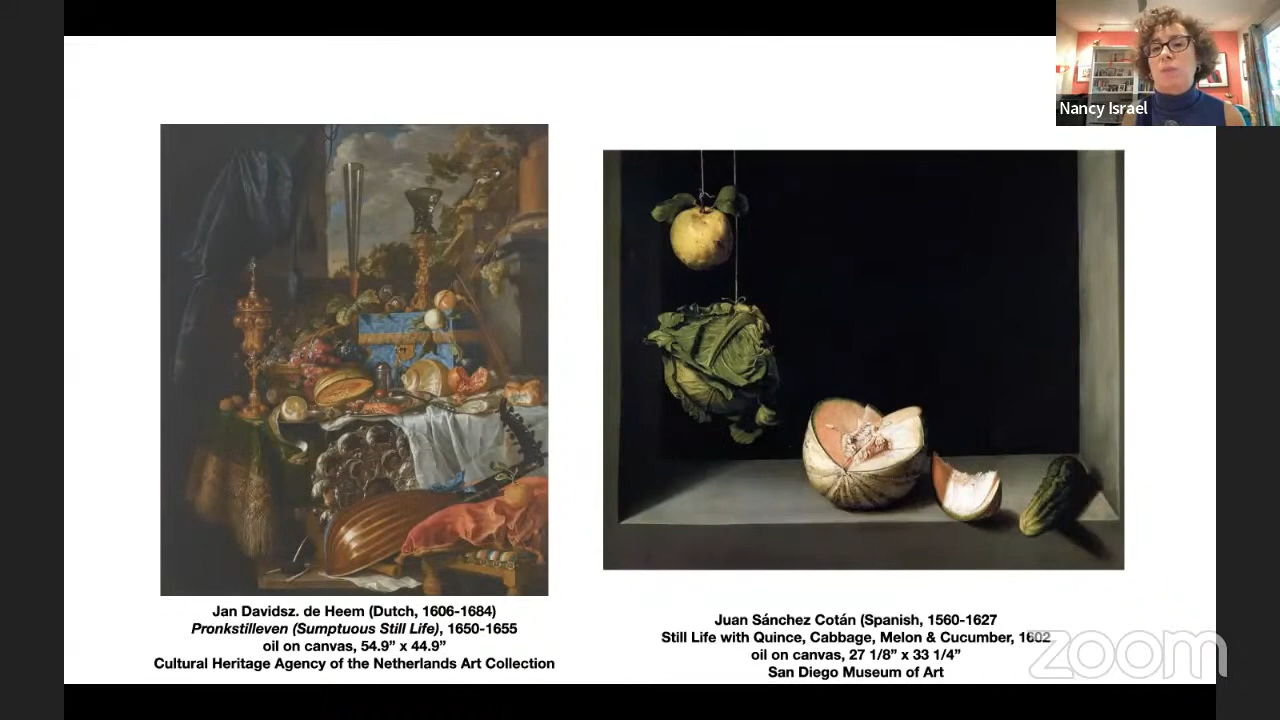 Nancy Israel
Jan Davidsz. de Heem (Dutch, 1606-1684)
Pronkstilleven (Sumptuous Still Life), 1650-1655
oil on canvas, 54.9” x 44.9”
Cultural Heritage Agency of the Netherlands Art Collection
Juan Sánchez Cotán (Spanish, 1560-1627
Still Life with Quince, Cabbage, Melon & Cucumber, 1602
oil on canvas, 27 1/8” x 33 1/4”
San Diego Museum of Art
zoom